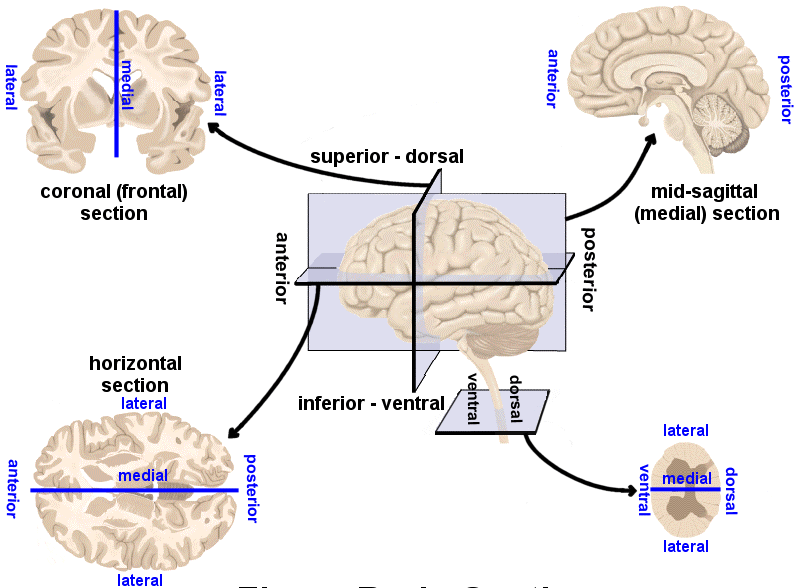 lateral
medial
lateral
coronal (frontal)
section
superior - dorsal
anterior
posterior
mid-sagittal
(medial) section
anterior
posterior
horizontal
section
inferior - ventral
ventral
dorsal
lateral
anterior
medial
posterior
lateral
lateral
ventral
medial
dorsal
lateral